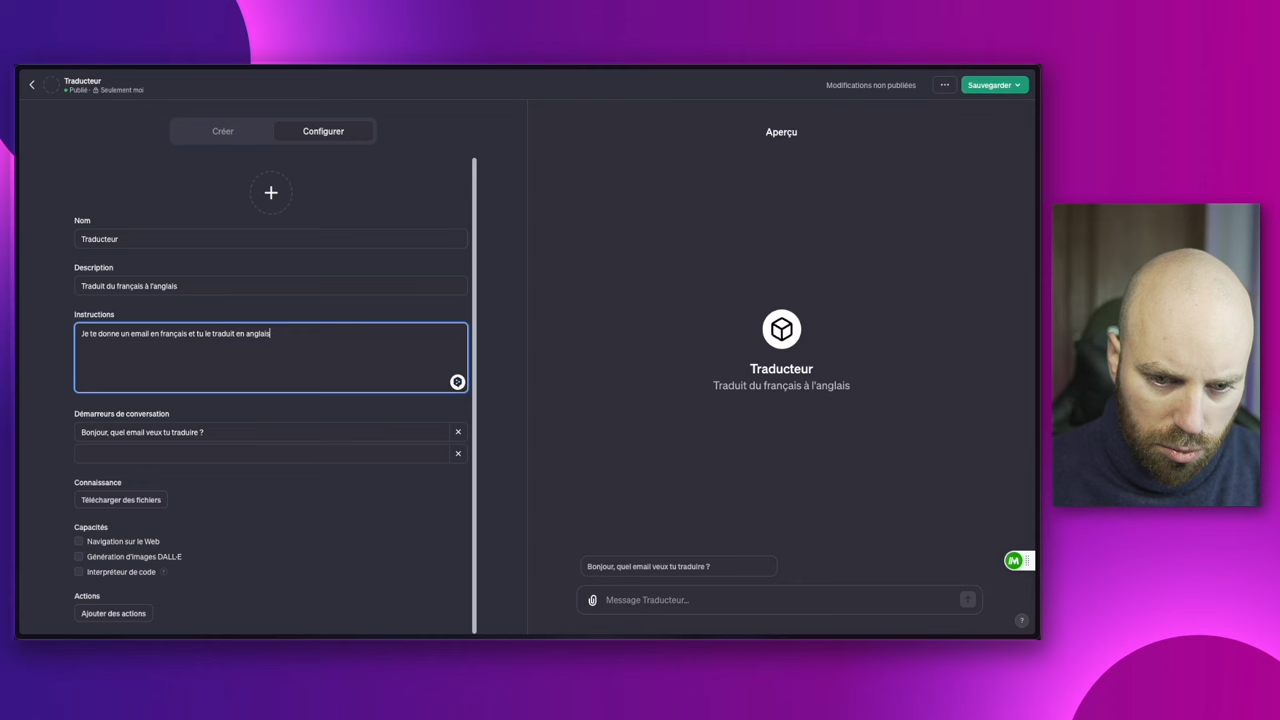 Traducteur
Publié · Seulement moi
Modifications non publiées
Sauvegarder
Créer
Configurer
Aperçu
Nom
Traducteur
Description
Traduit du français à l'anglais
Instructions
Je te donne un email en français et tu le traduit en anglais
Traducteur
Traduit du français à l'anglais
Démarreurs de conversation
Bonjour, quel email veux tu traduire ?
Connaissance
Télécharger des fichiers
Capacités
Navigation sur le Web
Génération d'images DALL·E
Interpréteur de code ?
Actions
Ajouter des actions
Bonjour, quel email veux tu traduire ?
Message Traducteur...
?